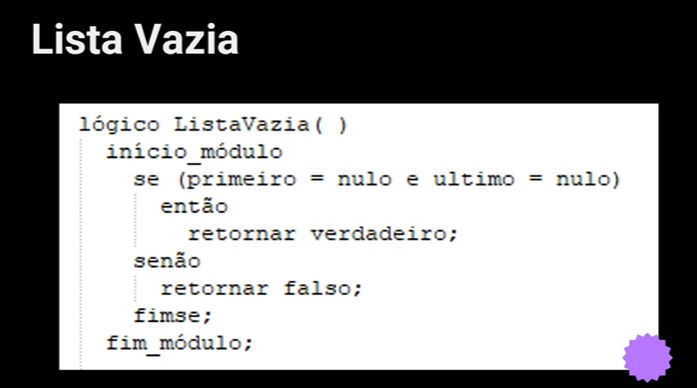 Lista Vazia
lógico ListaVazia( )
início_módulo
se (primeiro = nulo e ultimo = nulo)
então
retornar verdadeiro;
senão
retornar falso;
fimse;
fim_módulo;